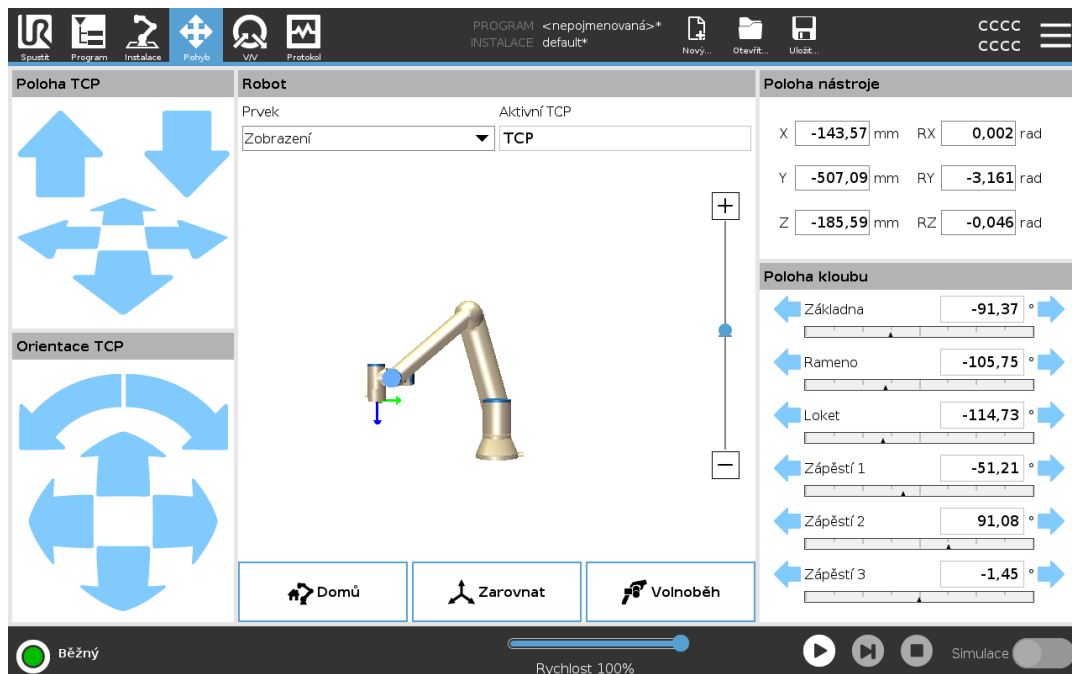 PROGRAM <nepojmenovaná>*
INSTALACE default*
CCCC
CCCC
Spustit Program Instalace Pohyb V/V Protokol
Nový... Otevřít... Uložit...
Poloha TCP
Robot
Poloha nástroje
Prvek
Aktivní TCP
Zobrazení
TCP
X -143,57 mm RX 0,002 rad
Y -507,09 mm RY -3,161 rad
Z -185,59 mm RZ -0,046 rad
Poloha kloubu
Základna -91,37 °
Rameno -105,75 °
Loket -114,73 °
Zápěstí 1 -51,21 °
Zápěstí 2 91,08 °
Zápěstí 3 -1,45 °
Orientace TCP
Domů
Zarovnat
Volnoběh
Běžný
Rychlost 100%
Simulace